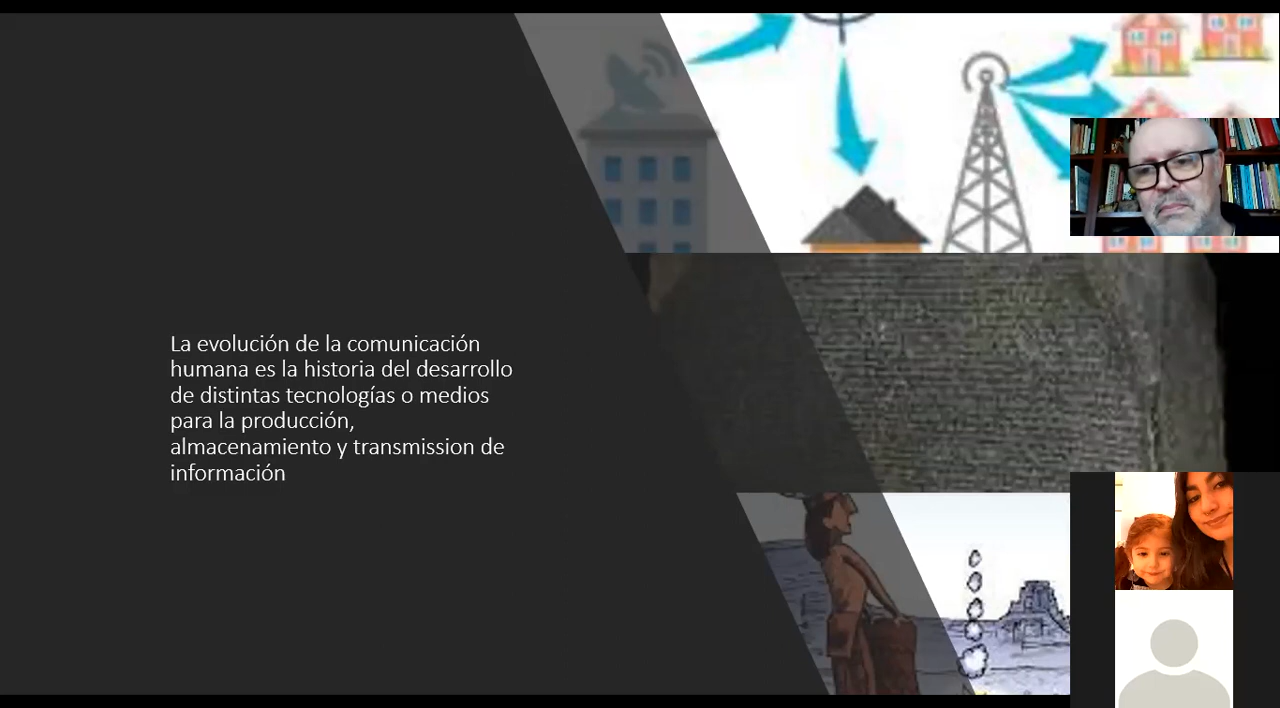 La evolución de la comunicación
humana es la historia del desarrollo
de distintas tecnologías o medios
para la producción,
almacenamiento y transmission de
información